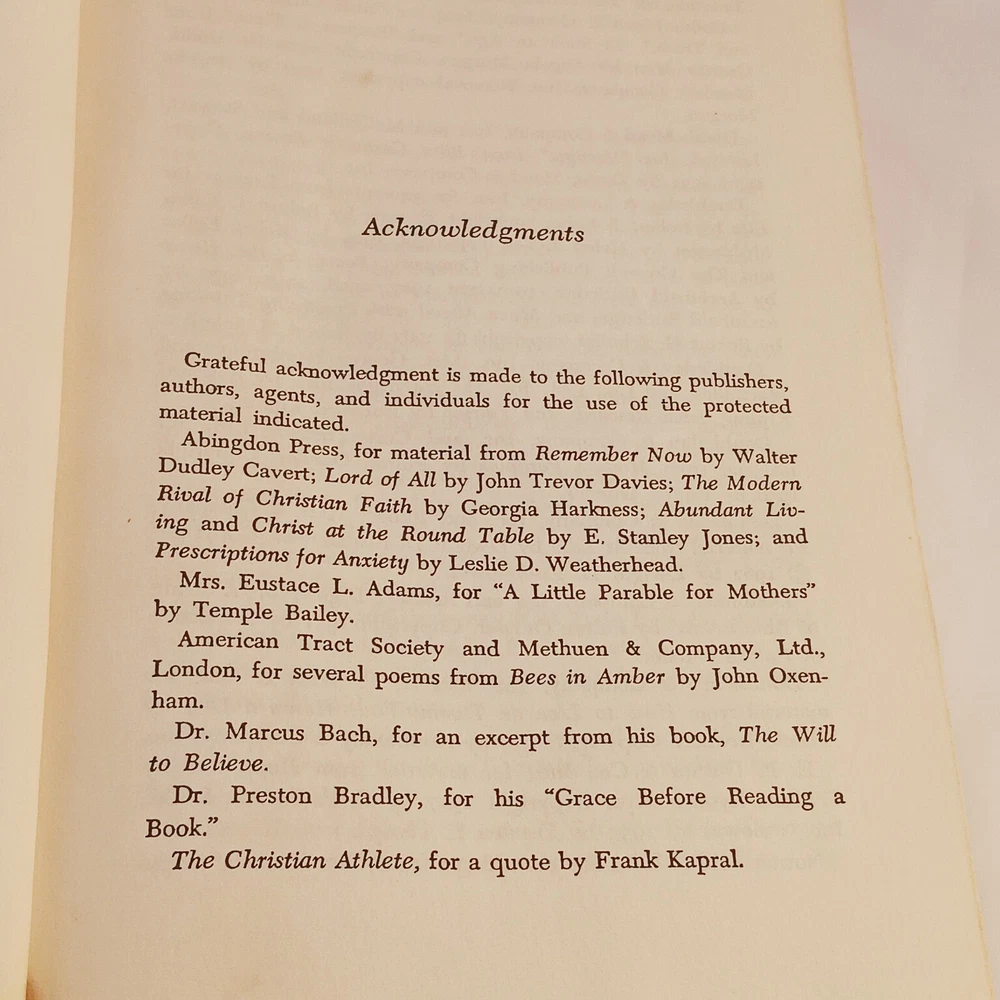 Acknowledgments
Grateful acknowledgment is made to the following publishers,
authors, agents, and individuals for the use of the protected
material indicated.
Abingdon Press, for material from Remember Now by Walter
Dudley Cavert; Lord of All by John Trevor Davies; The Modern
Rival of Christian Faith by Georgia Harkness; Abundant Liv-
ing and Christ at the Round Table by E. Stanley Jones; and
Prescriptions for Anxiety by Leslie D. Weatherhead.
Mrs. Eustace L. Adams, for “A Little Parable for Mothers”
by Temple Bailey.
American Tract Society and Methuen & Company, Ltd.,
London, for several poems from Bees in Amber by John Oxen-
ham.
Dr. Marcus Bach, for an excerpt from his book, The Will
to Believe.
Dr. Preston Bradley, for his “Grace Before Reading a
Book.”
The Christian Athlete, for a quote by Frank Kapral.